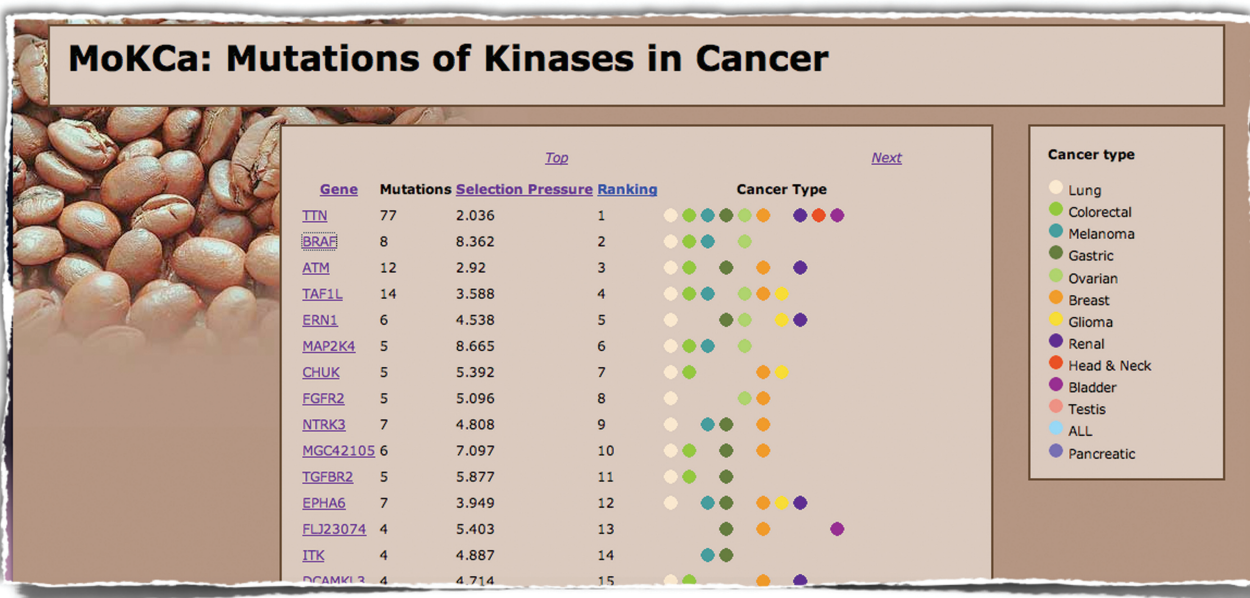 MoKCa: Mutations of Kinases in Cancer
Top Next
Gene Mutations Selection Pressure Ranking Cancer Type
TTN 77 2.036 1
BRAF 8 8.362 2
ATM 12 2.92 3
TAF1L 14 3.588 4
ERN1 6 4.538 5
MAP2K4 5 8.665 6
CHUK 5 5.392 7
FGFR2 5 5.096 8
NTRK3 7 4.808 9
MGC42105 6 7.097 10
TGFBR2 5 5.877 11
EPHA6 7 3.949 12
FLJ23074 4 5.403 13
ITK 4 4.887 14
DCAMKL3 4 4.714 15
Cancer type
Lung
Colorectal
Melanoma
Gastric
Ovarian
Breast
Glioma
Renal
Head & Neck
Bladder
Testis
ALL
Pancreatic